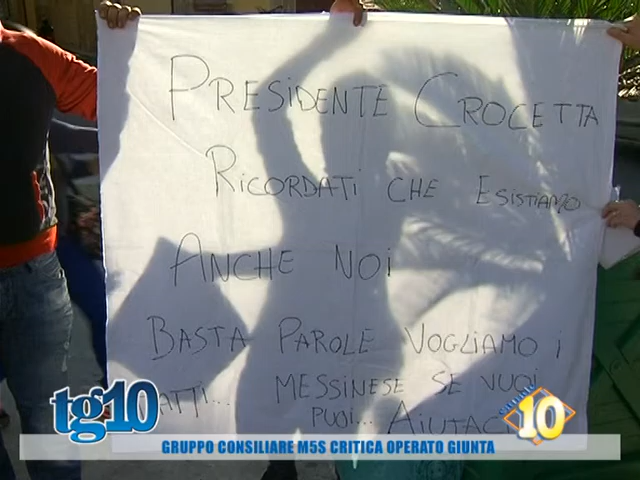 PRESIDENTE CROCETTA
RICORDATI CHE ESISTIAMO
ANCHE NOI
BASTA PAROLE VOGLIAMO I
ATTI... MESSINESE SE VUOI
PUOI... AIUTAC
tg10
10
GRUPPO CONSILIARE M5S CRITICA OPERATO GIUNTA